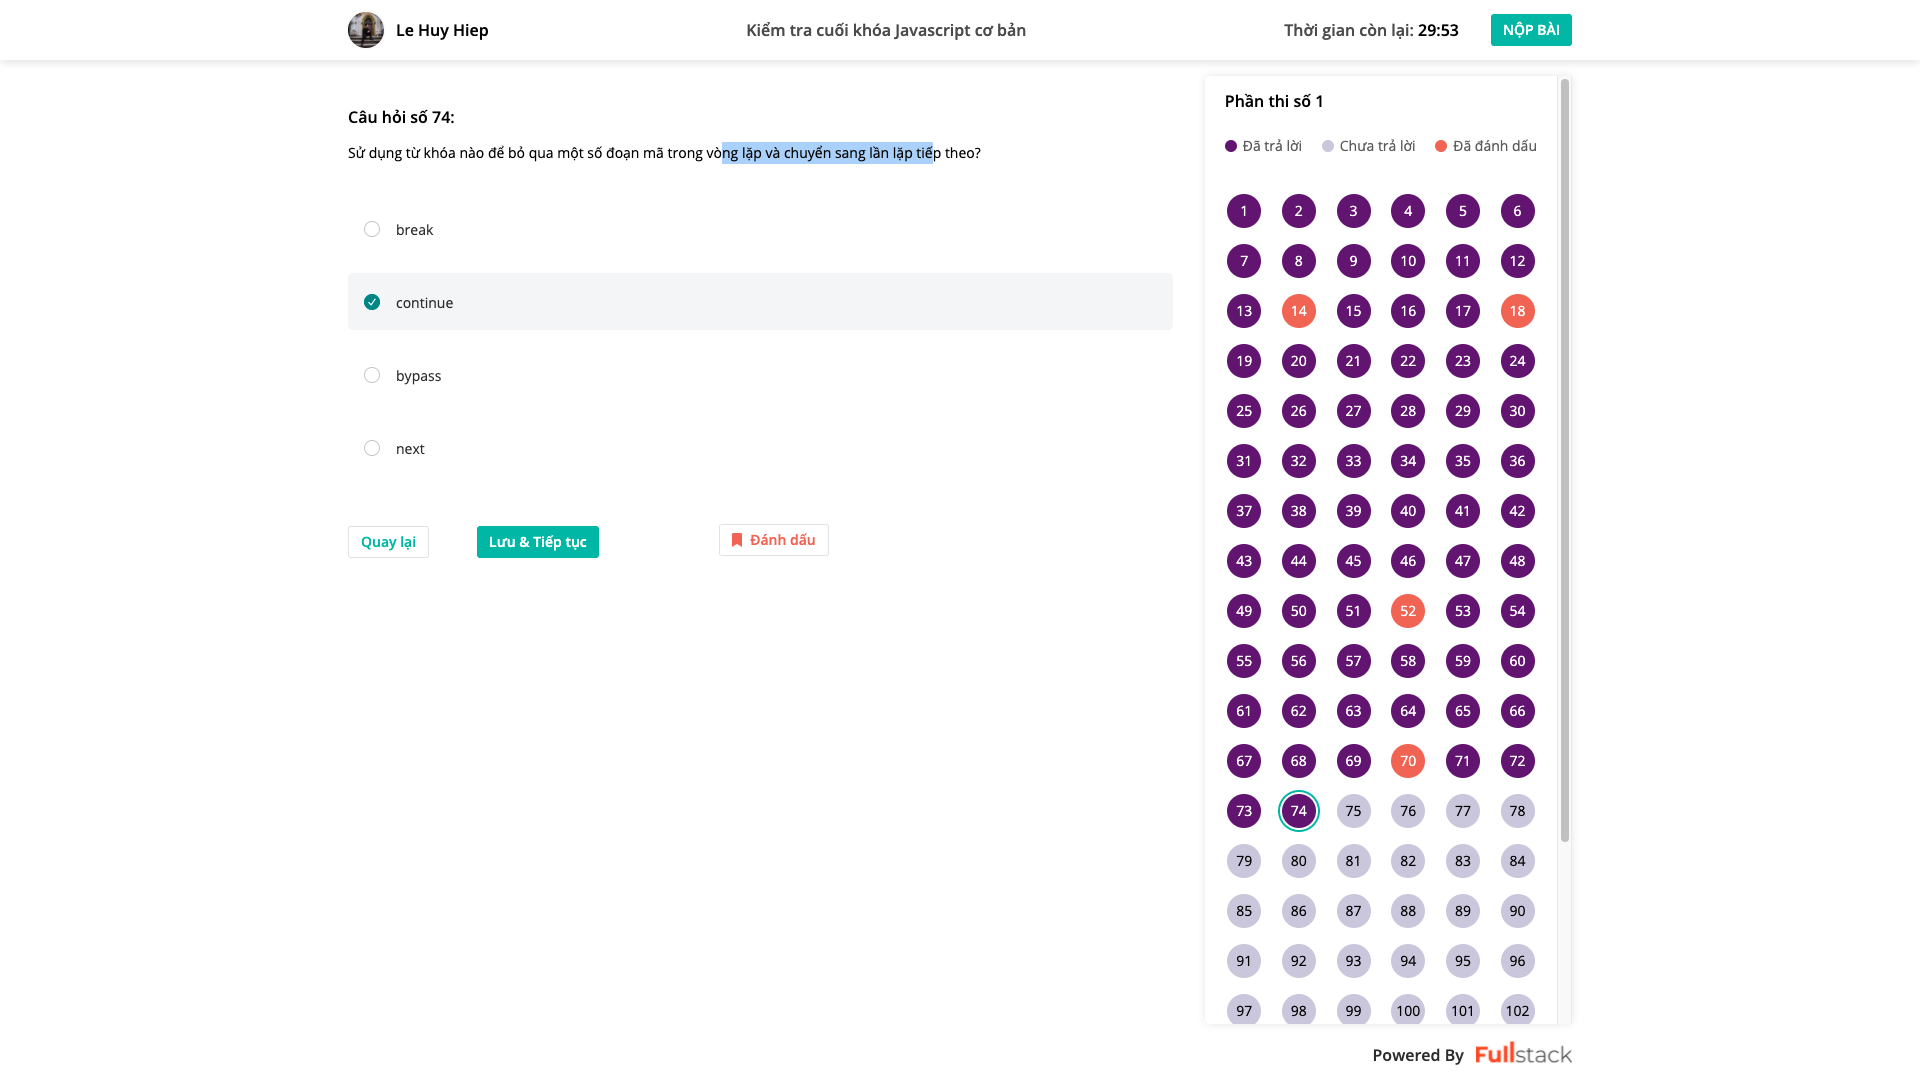 Le Huy Hiep
Kiểm tra cuối khóa Javascript cơ bản
Thời gian còn lại: 29:53
NỘP BÀI
Câu hỏi số 74:
Sử dụng từ khóa nào để bỏ qua một số đoạn mã trong vòng lặp và chuyển sang lần lặp tiếp theo?
break
continue
bypass
next
Quay lại
Lưu & Tiếp tục
Đánh dấu
Phần thi số 1
Đã trả lời
Chưa trả lời
Đã đánh dấu
1 2 3 4 5 6
7 8 9 10 11 12
13 14 15 16 17 18
19 20 21 22 23 24
25 26 27 28 29 30
31 32 33 34 35 36
37 38 39 40 41 42
43 44 45 46 47 48
49 50 51 52 53 54
55 56 57 58 59 60
61 62 63 64 65 66
67 68 69 70 71 72
73 74 75 76 77 78
79 80 81 82 83 84
85 86 87 88 89 90
91 92 93 94 95 96
97 98 99 100 101 102
Powered By Fullstack